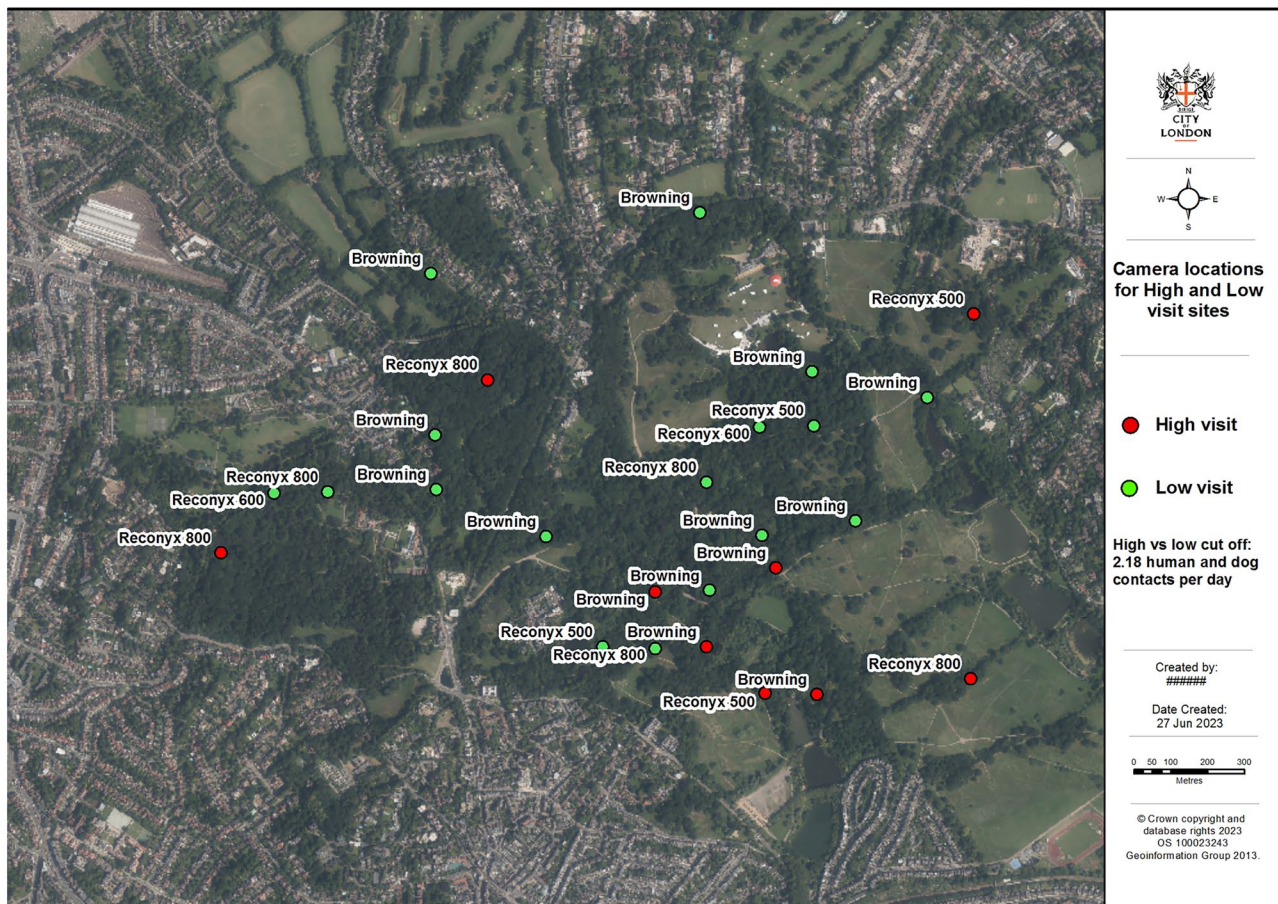 Browning
Browning
Reconyx 500
Browning
Reconyx 800
Browning
Reconyx 500
Browning
Reconyx 600
Reconyx 800
Reconyx 800
Browning
Reconyx 600
Browning
Browning
Browning
Reconyx 800
Browning
Browning
Browning
Reconyx 500
Browning
Reconyx 800
Reconyx 800
Browning
Reconyx 500
CITY
OF
LONDON
N
W E
S
Camera locations
for High and Low
visit sites
High visit
Low visit
High vs low cut off:
2.18 human and dog
contacts per day
Created by:
######
Date Created:
27 Jun 2023
0 50 100 200 300
Metres
© Crown copyright and
database rights 2023
OS 100023243
Geoinformation Group 2013.